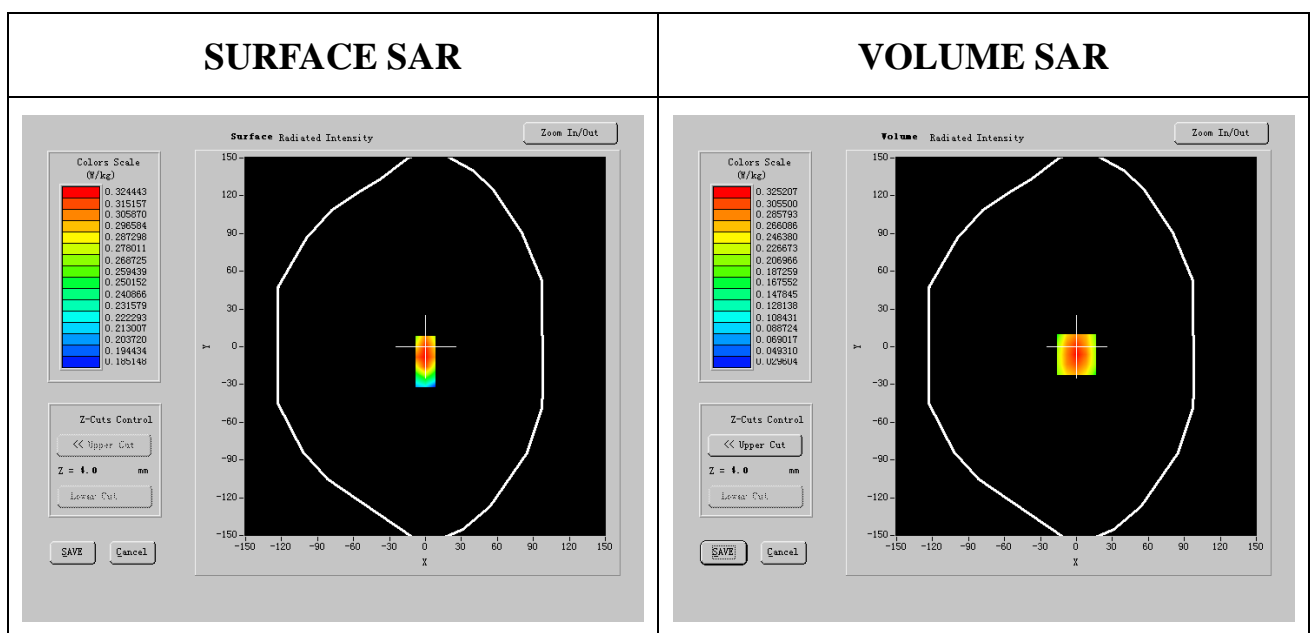 SURFACE SAR
VOLUME SAR
Surface Radiated Intensity
Zoom In/Out
Colors Scale
(W/kg)
0.324443
0.315157
0.305870
0.296584
0.287298
0.278011
0.268725
0.259439
0.250152
0.240866
0.231579
0.222293
0.213007
0.203720
0.194434
0.185148
Z-Cuts Control
<< Upper Cut
Z = 4.0 mm
Lower Cut
SAVE
Cancel
150
120
90
60
30
0
-30
-60
-90
-120
-150
Y
-150 -120 -90 -60 -30 0 30 60 90 120 150
X
Volume Radiated Intensity
Zoom In/Out
Colors Scale
(W/kg)
0.325207
0.305500
0.285793
0.266086
0.246380
0.226673
0.206966
0.187259
0.167552
0.147845
0.128138
0.108431
0.088724
0.069017
0.049310
0.029604
Z-Cuts Control
<< Upper Cut
Z = 4.0 mm
Lower Cut
SAVE
Cancel
150
120
90
60
30
0
-30
-60
-90
-120
-150
Y
-150 -120 -90 -60 -30 0 30 60 90 120 150
X